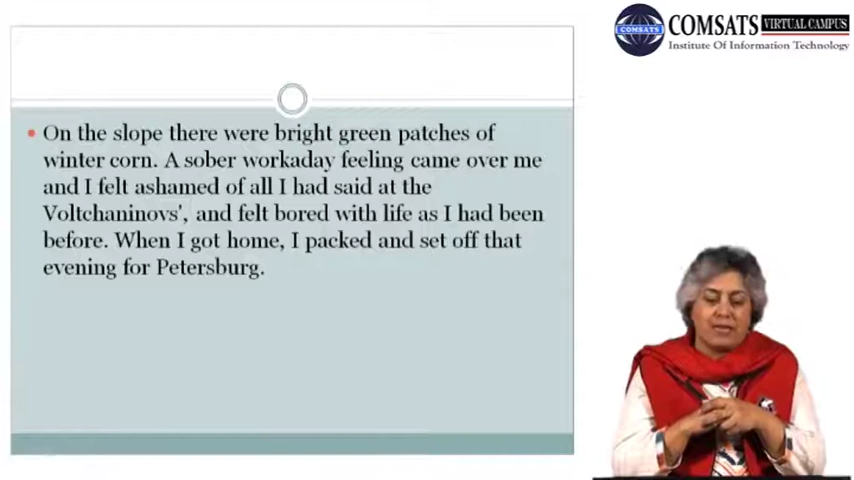 COMSATS VIRTUAL CAMPUS
COMSATS
Institute Of Information Technology
• On the slope there were bright green patches of
winter corn. A sober workaday feeling came over me
and I felt ashamed of all I had said at the
Voltchaninovs', and felt bored with life as I had been
before. When I got home, I packed and set off that
evening for Petersburg.